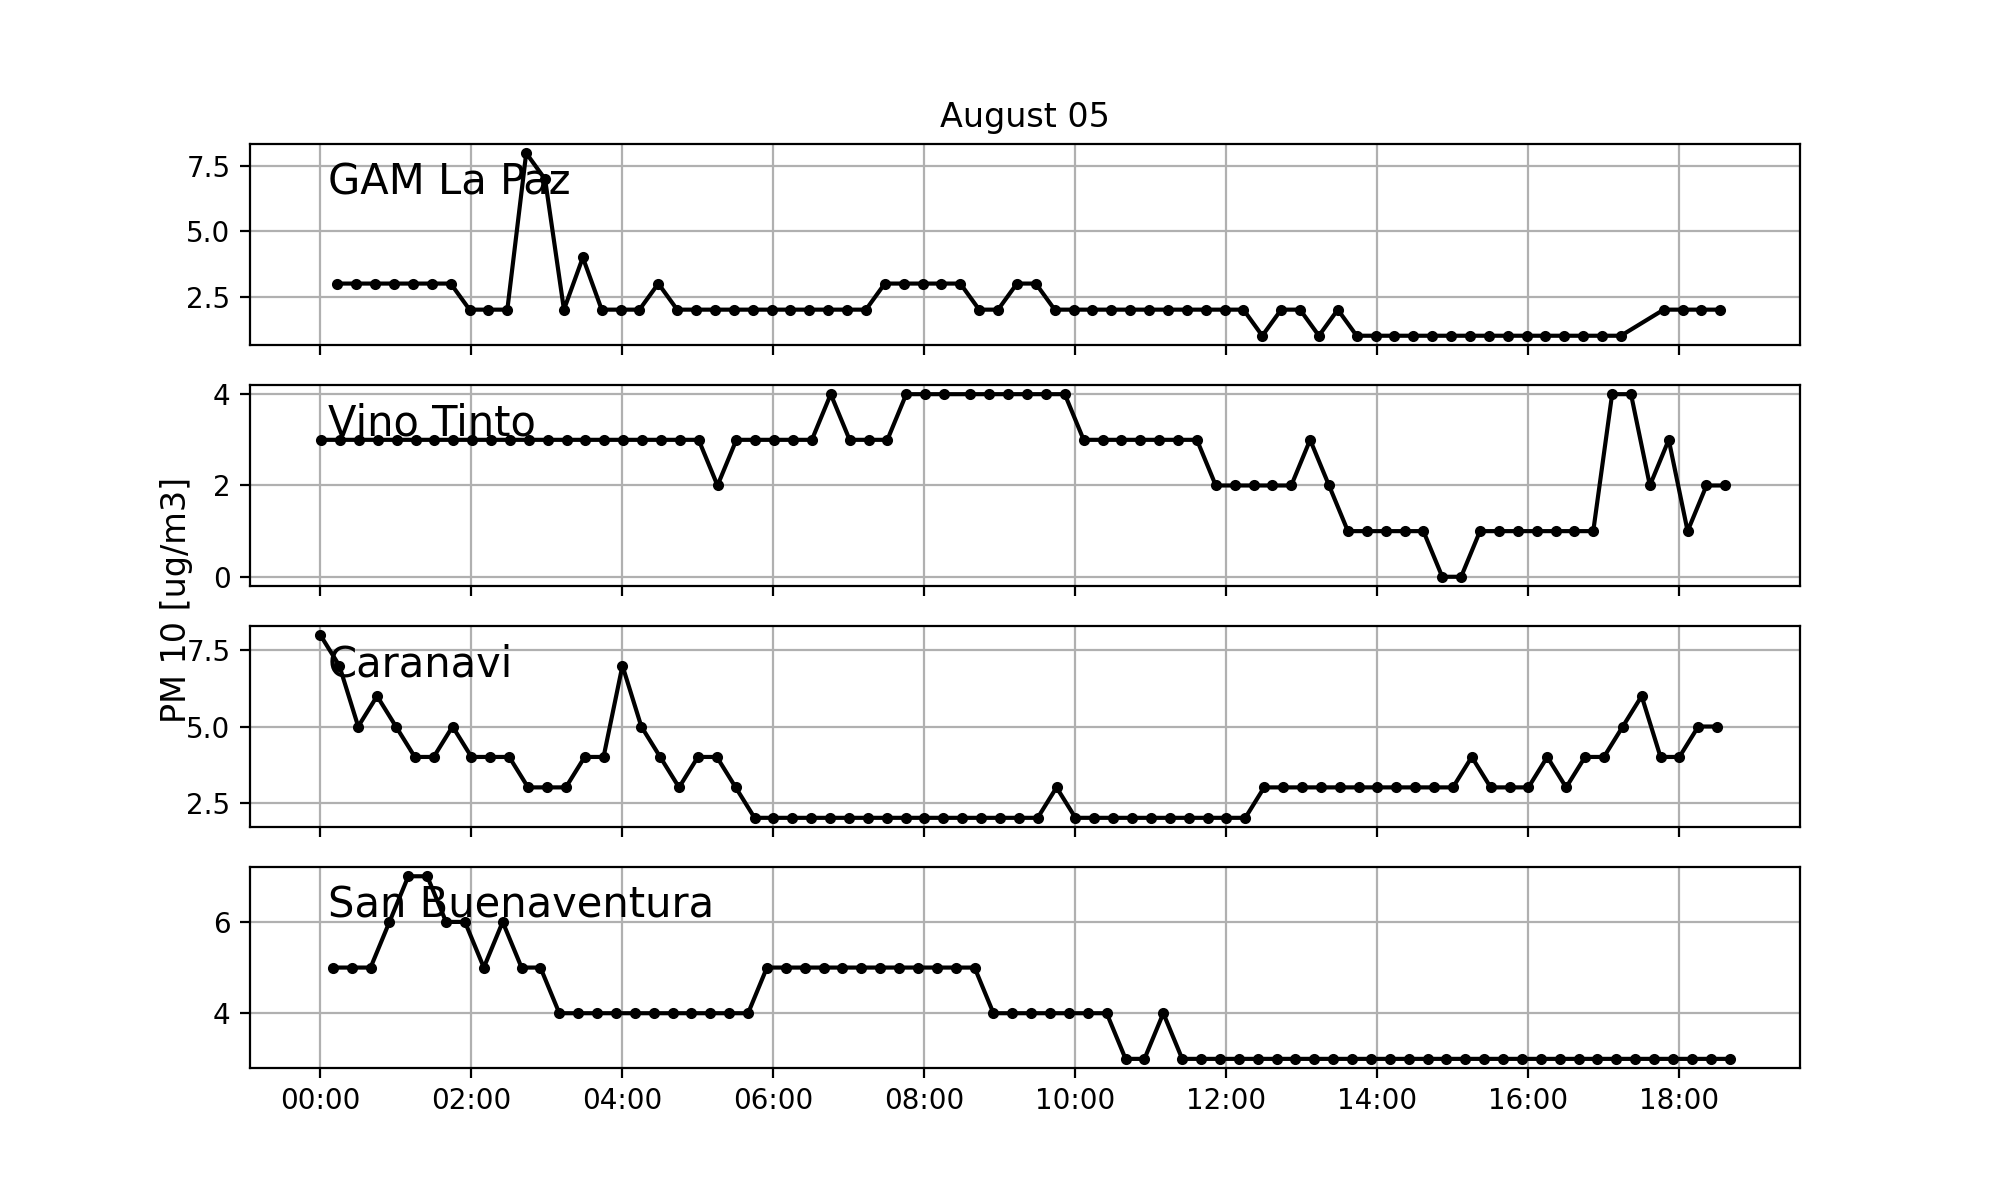 August 05
7.5
5.0
2.5
GAM La Paz
4
2
0
Vino Tinto
PM 10 [ug/m3]
7.5
5.0
2.5
Caranavi
6
4
San Buenaventura
00:00 02:00 04:00 06:00 08:00 10:00 12:00 14:00 16:00 18:00